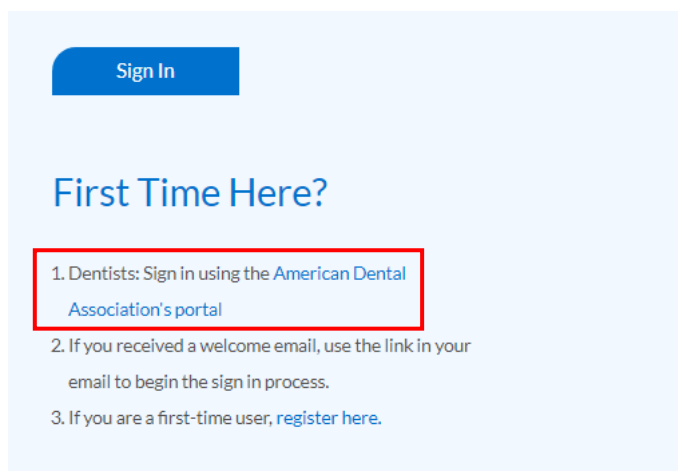 Sign In
First Time Here?
1. Dentists: Sign in using the American Dental
Association's portal
2. If you received a welcome email, use the link in your
email to begin the sign in process.
3. If you are a first-time user, register here.